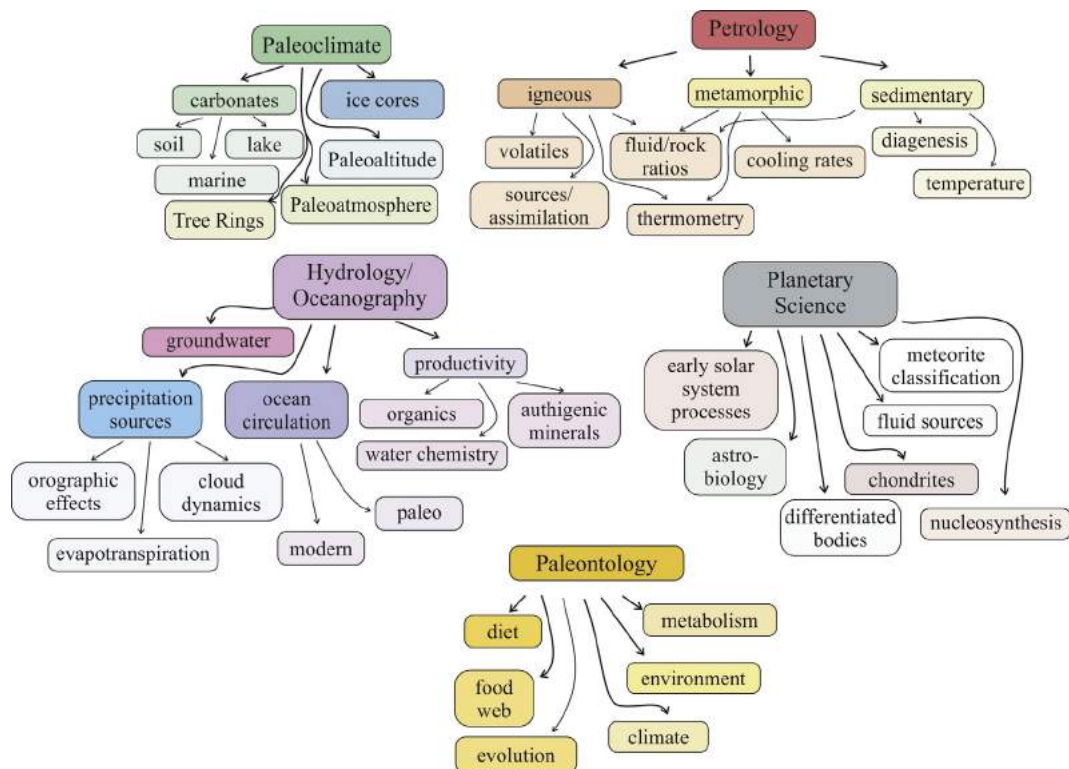 Paleoclimate
carbonates
ice cores
soil
lake
marine
Paleoaltitude
Tree Rings
Paleoatmosphere
Petrology
igneous
metamorphic
sedimentary
volatiles
fluid/rock
ratios
cooling rates
diagenesis
sources/
assimilation
thermometry
temperature
Hydrology/
Oceanography
groundwater
precipitation
sources
ocean
circulation
productivity
organics
authigenic
minerals
water chemistry
orographic
effects
cloud
dynamics
evapotranspiration
modern
paleo
Planetary
Science
early solar
system
processes
meteorite
classification
fluid sources
astro-
biology
chondrites
differentiated
bodies
nucleosynthesis
Paleontology
diet
metabolism
food
web
environment
evolution
climate